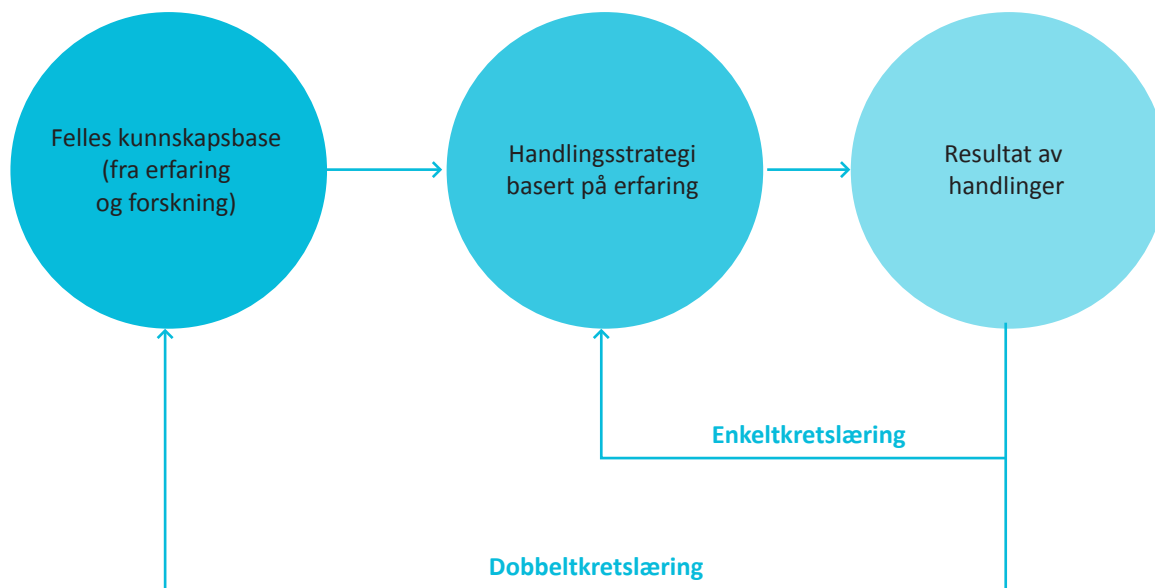 Felles kunnskapsbase
(fra erfaring
og forskning)
Handlingsstrategi
basert på erfaring
Resultat av
handlinger
Enkeltkretslæring
Dobbeltkretslæring